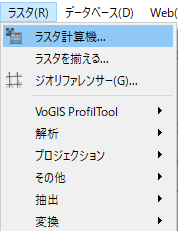 ラスタ(R) データベース(D) Web(
ラスタ計算機...
ラスタを揃える...
ジオリファレンサー(G)...
VoGIS ProfilTool
解析
プロジェクション
その他
抽出
変換